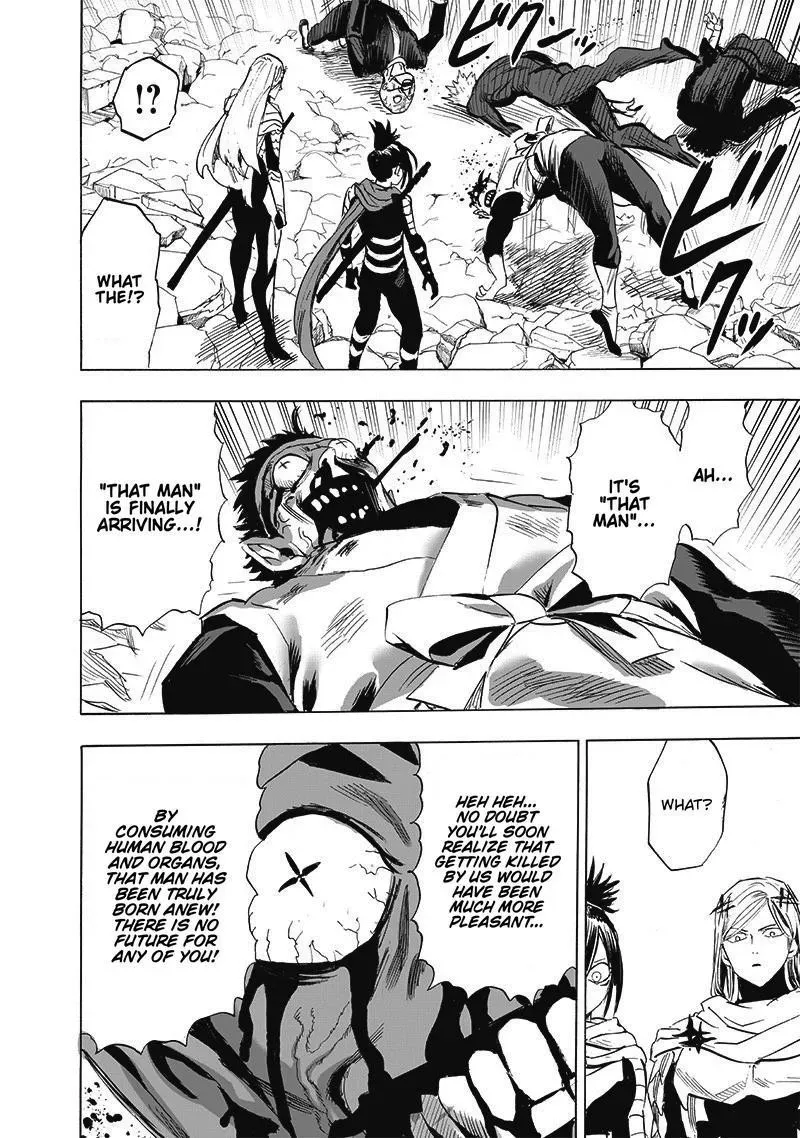 ビクンッ
ビクッ
!?
WHAT
THE!?
AH...
IT'S
"THAT
MAN"...
"THAT MAN"
IS FINALLY
ARRIVING...!
WHAT?
HEH HEH...
NO DOUBT
YOU'LL SOON
REALIZE THAT
GETTING KILLED
BY US WOULD
HAVE BEEN
MUCH MORE
PLEASANT...
BY
CONSUMING
HUMAN BLOOD
AND ORGANS,
THAT MAN HAS
BEEN TRULY
BORN ANEW!
THERE IS NO
FUTURE FOR
ANY OF YOU!